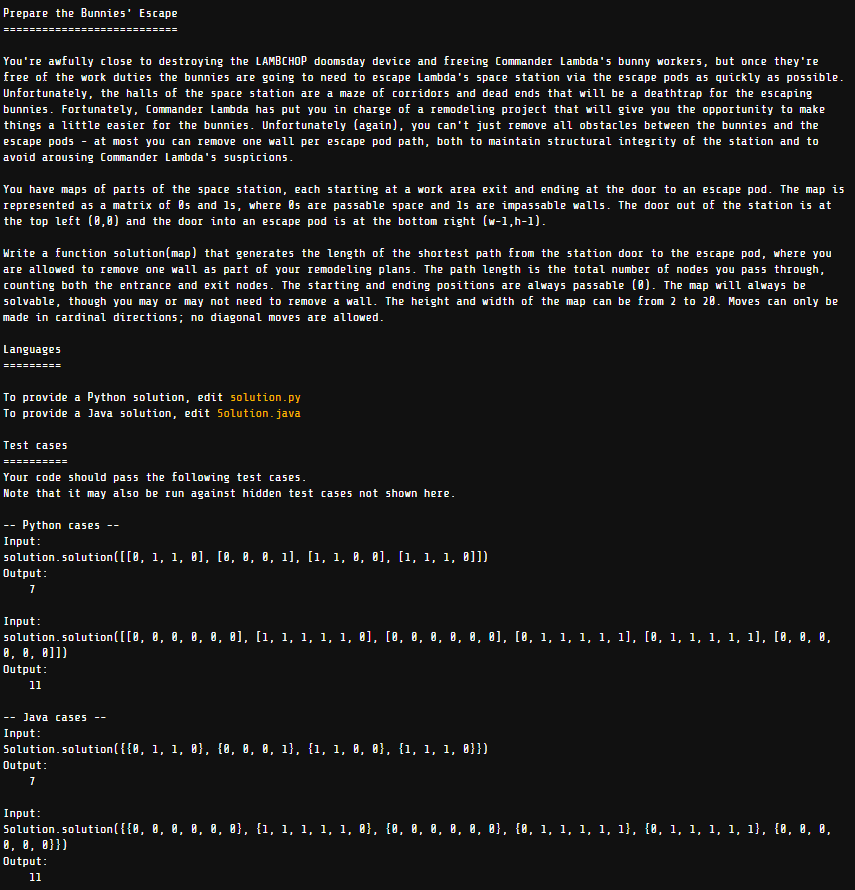 Prepare the Bunnies' Escape
===========================
You're awfully close to destroying the LAMBCHOP doomsday device and freeing Commander Lambda's bunny workers, but once they're
free of the work duties the bunnies are going to need to escape Lambda's space station via the escape pods as quickly as possible.
Unfortunately, the halls of the space station are a maze of corridors and dead ends that will be a deathtrap for the escaping
bunnies. Fortunately, Commander Lambda has put you in charge of a remodeling project that will give you the opportunity to make
things a little easier for the bunnies. Unfortunately (again), you can't just remove all obstacles between the bunnies and the
escape pods - at most you can remove one wall per escape pod path, both to maintain structural integrity of the station and to
avoid arousing Commander Lambda's suspicions.
You have maps of parts of the space station, each starting at a work area exit and ending at the door to an escape pod. The map is
represented as a matrix of 0s and 1s, where 0s are passable space and 1s are impassable walls. The door out of the station is at
the top left (0,0) and the door into an escape pod is at the bottom right (w-1,h-1).
Write a function solution(map) that generates the length of the shortest path from the station door to the escape pod, where you
are allowed to remove one wall as part of your remodeling plans. The path length is the total number of nodes you pass through,
counting both the entrance and exit nodes. The starting and ending positions are always passable (0). The map will always be
solvable, though you may or may not need to remove a wall. The height and width of the map can be from 2 to 20. Moves can only be
made in cardinal directions; no diagonal moves are allowed.
Languages
=========
To provide a Python solution, edit solution.py
To provide a Java solution, edit Solution.java
Test cases
==========
Your code should pass the following test cases.
Note that it may also be run against hidden test cases not shown here.
-- Python cases --
Input:
solution.solution([[0, 1, 1, 0], [0, 0, 0, 1], [1, 1, 0, 0], [1, 1, 1, 0]])
Output:
7
Input:
solution.solution([[0, 0, 0, 0, 0, 0], [1, 1, 1, 1, 1, 0], [0, 0, 0, 0, 0, 0], [0, 1, 1, 1, 1, 1], [0, 1, 1, 1, 1, 1], [0, 0, 0,
0, 0, 0]])
Output:
11
-- Java cases --
Input:
Solution.solution({{0, 1, 1, 0}, {0, 0, 0, 1}, {1, 1, 0, 0}, {1, 1, 1, 0}})
Output:
7
Input:
Solution.solution({{0, 0, 0, 0, 0, 0}, {1, 1, 1, 1, 1, 0}, {0, 0, 0, 0, 0, 0}, {0, 1, 1, 1, 1, 1}, {0, 1, 1, 1, 1, 1}, {0, 0, 0,
0, 0, 0}})
Output:
11